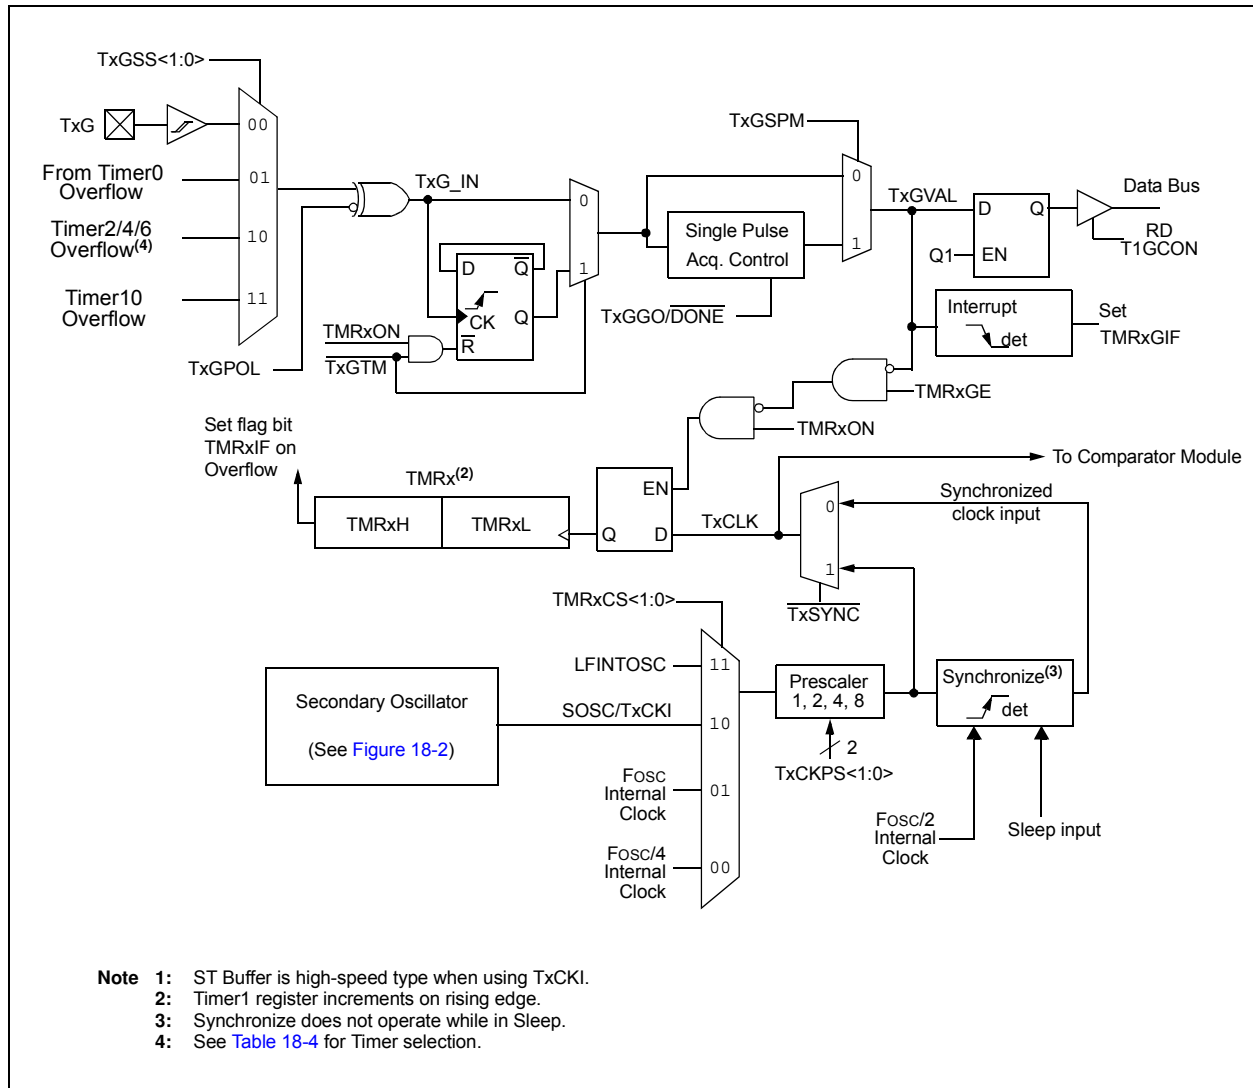 TxGSS<1:0>
TxG
00
From Timer0
Overflow
01
Timer2/4/6
Overflow(4)
10
Timer10
Overflow
11
TxGPOL
TxG_IN
0
1
D
Q
CK
Q
R
TMRxON
TxGTM
TxGSPM
0
1
Single Pulse
Acq. Control
TxGGO/DONE
TxGVAL
D
Q
Q1
EN
Data Bus
RD
T1GCON
Interrupt
det
Set
TMRxGIF
TMRxGE
TMRxON
Set flag bit
TMRxIF on
Overflow
TMRx(2)
TMRxH
TMRxL
EN
Q
D
TxCLK
To Comparator Module
0
1
Synchronized
clock input
TxSYNC
TMRxCS<1:0>
LFINTOSC
11
Secondary Oscillator
(See Figure 18-2)
SOSC/TxCKI
10
FOSC
Internal
Clock
01
FOSC/4
Internal
Clock
00
Prescaler
1, 2, 4, 8
2
TxCKPS<1:0>
Synchronize(3)
det
FOSC/2
Internal
Clock
Sleep input
Note 1: ST Buffer is high-speed type when using TxCKI.
2: Timer1 register increments on rising edge.
3: Synchronize does not operate while in Sleep.
4: See Table 18-4 for Timer selection.